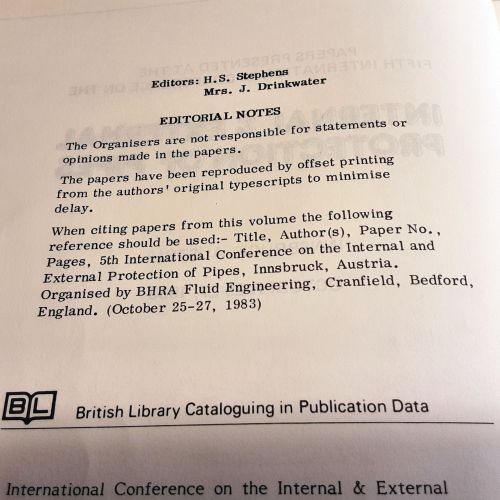 Editors: H.S. Stephens
Mrs. J. Drinkwater
EDITORIAL NOTES
The Organisers are not responsible for statements or
opinions made in the papers.
The papers have been reproduced by offset printing
from the authors' original typescripts to minimise
delay.
When citing papers from this volume the following
reference should be used:- Title, Author(s), Paper No.,
Pages, 5th International Conference on the Internal and
External Protection of Pipes, Innsbruck, Austria.
Organised by BHRA Fluid Engineering, Cranfield, Bedford,
England. (October 25-27, 1983)
BL British Library Cataloguing in Publication Data
International Conference on the Internal & External